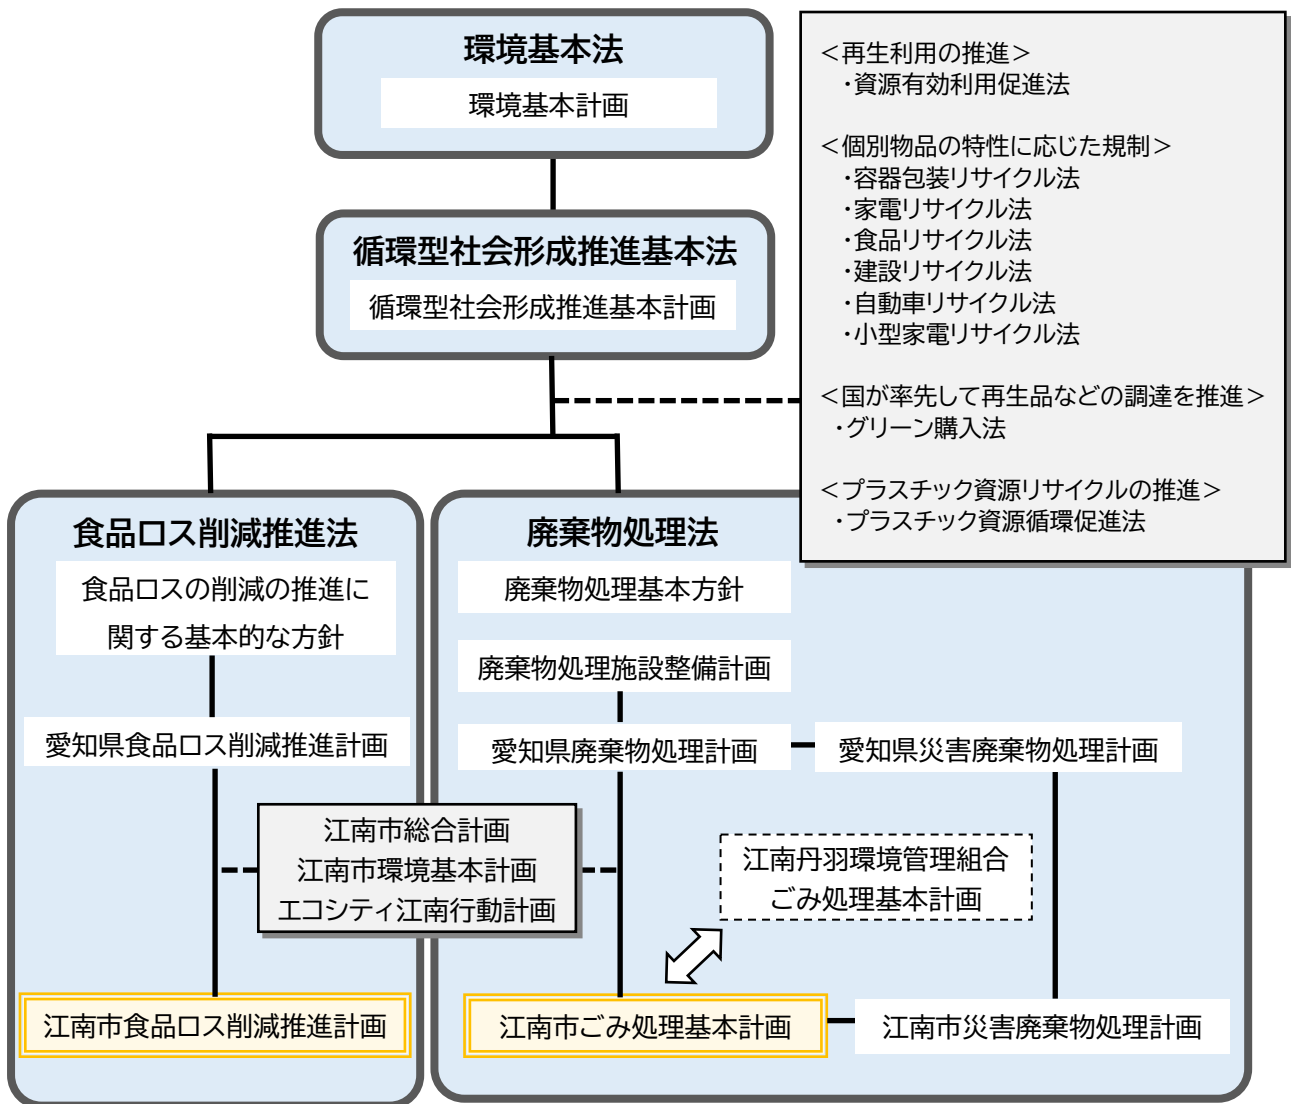 環境基本法
環境基本計画
循環型社会形成推進基本法
循環型社会形成推進基本計画
＜再生利用の推進＞
・資源有効利用促進法
＜個別物品の特性に応じた規制＞
・容器包装リサイクル法
・家電リサイクル法
・食品リサイクル法
・建設リサイクル法
・自動車リサイクル法
・小型家電リサイクル法
＜国が率先して再生品などの調達を推進＞
・グリーン購入法
＜プラスチック資源リサイクルの推進＞
・プラスチック資源循環促進法
食品ロス削減推進法
食品ロスの削減の推進に
関する基本的な方針
愛知県食品ロス削減推進計画
廃棄物処理法
廃棄物処理基本方針
廃棄物処理施設整備計画
愛知県廃棄物処理計画
愛知県災害廃棄物処理計画
江南市総合計画
江南市環境基本計画
エコシティ江南行動計画
江南丹羽環境管理組合
ごみ処理基本計画
江南市食品ロス削減推進計画
江南市ごみ処理基本計画
江南市災害廃棄物処理計画